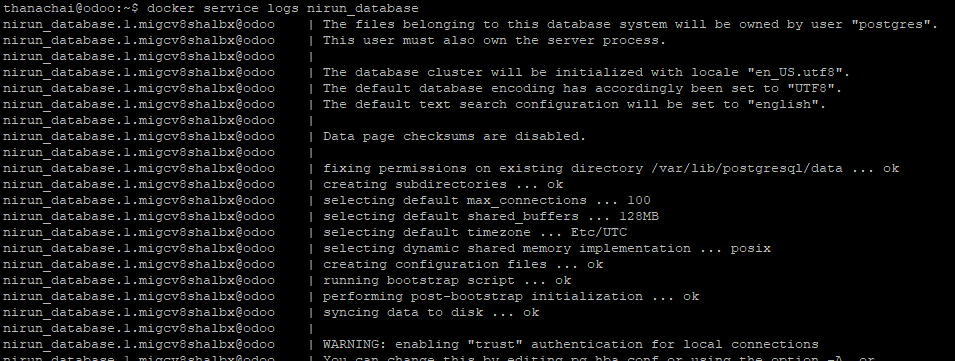 thanachai@odoo:~$ docker service logs nirun_database
nirun_database.1.migcv8shalbx@odoo | The files belonging to this database system will be owned by user "postgres".
nirun_database.1.migcv8shalbx@odoo | This user must also own the server process.
nirun_database.1.migcv8shalbx@odoo |
nirun_database.1.migcv8shalbx@odoo | The database cluster will be initialized with locale "en_US.utf8".
nirun_database.1.migcv8shalbx@odoo | The default database encoding has accordingly been set to "UTF8".
nirun_database.1.migcv8shalbx@odoo | The default text search configuration will be set to "english".
nirun_database.1.migcv8shalbx@odoo |
nirun_database.1.migcv8shalbx@odoo | Data page checksums are disabled.
nirun_database.1.migcv8shalbx@odoo |
nirun_database.1.migcv8shalbx@odoo | fixing permissions on existing directory /var/lib/postgresql/data ... ok
nirun_database.1.migcv8shalbx@odoo | creating subdirectories ... ok
nirun_database.1.migcv8shalbx@odoo | selecting default max_connections ... 100
nirun_database.1.migcv8shalbx@odoo | selecting default shared_buffers ... 128MB
nirun_database.1.migcv8shalbx@odoo | selecting default timezone ... Etc/UTC
nirun_database.1.migcv8shalbx@odoo | selecting dynamic shared memory implementation ... posix
nirun_database.1.migcv8shalbx@odoo | creating configuration files ... ok
nirun_database.1.migcv8shalbx@odoo | running bootstrap script ... ok
nirun_database.1.migcv8shalbx@odoo | performing post-bootstrap initialization ... ok
nirun_database.1.migcv8shalbx@odoo | syncing data to disk ... ok
nirun_database.1.migcv8shalbx@odoo |
nirun_database.1.migcv8shalbx@odoo | WARNING: enabling "trust" authentication for local connections
nirun_database.1.migcv8shalbx@odoo | You can change this by editing pg_hba.conf or using the option -A, or